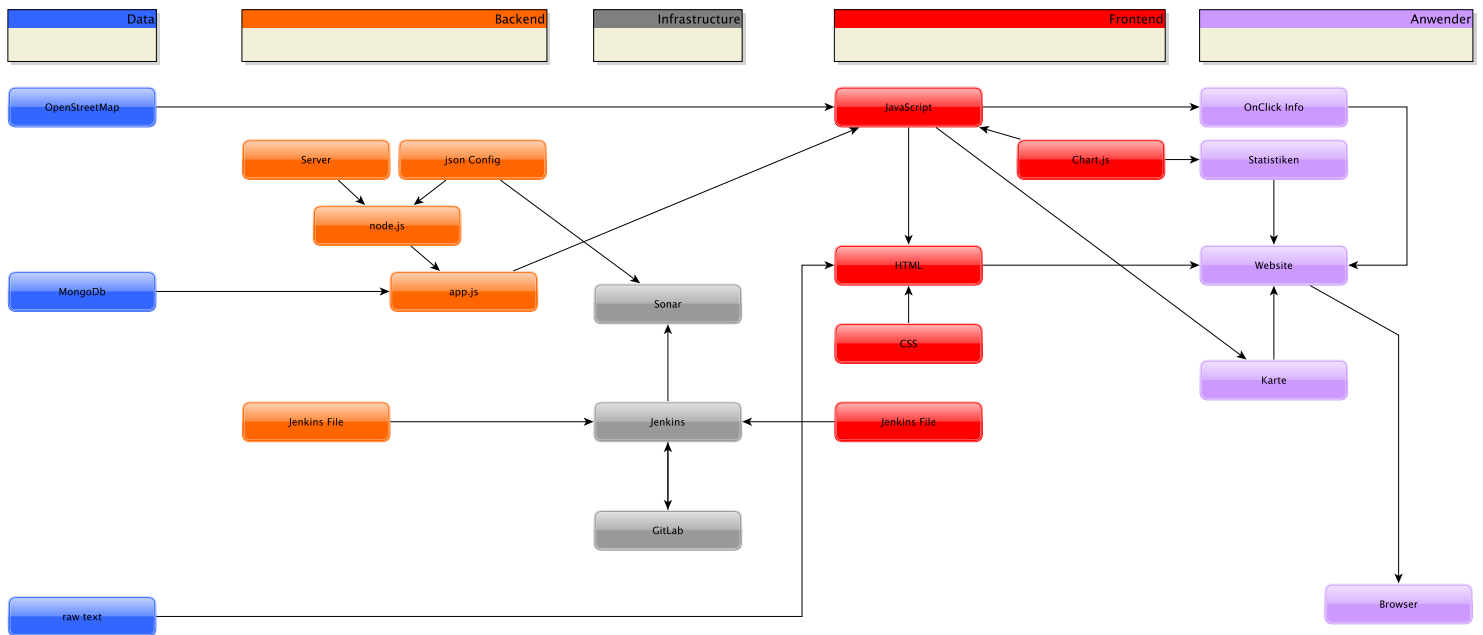 Data
Backend
Infrastructure
Frontend
Anwender
OpenStreetMap
JavaScript
OnClick Info
Server
json Config
Chart.js
Statistiken
node.js
HTML
Website
MongoDb
app.js
Sonar
CSS
Karte
Jenkins File
Jenkins
Jenkins File
GitLab
Browser
raw text